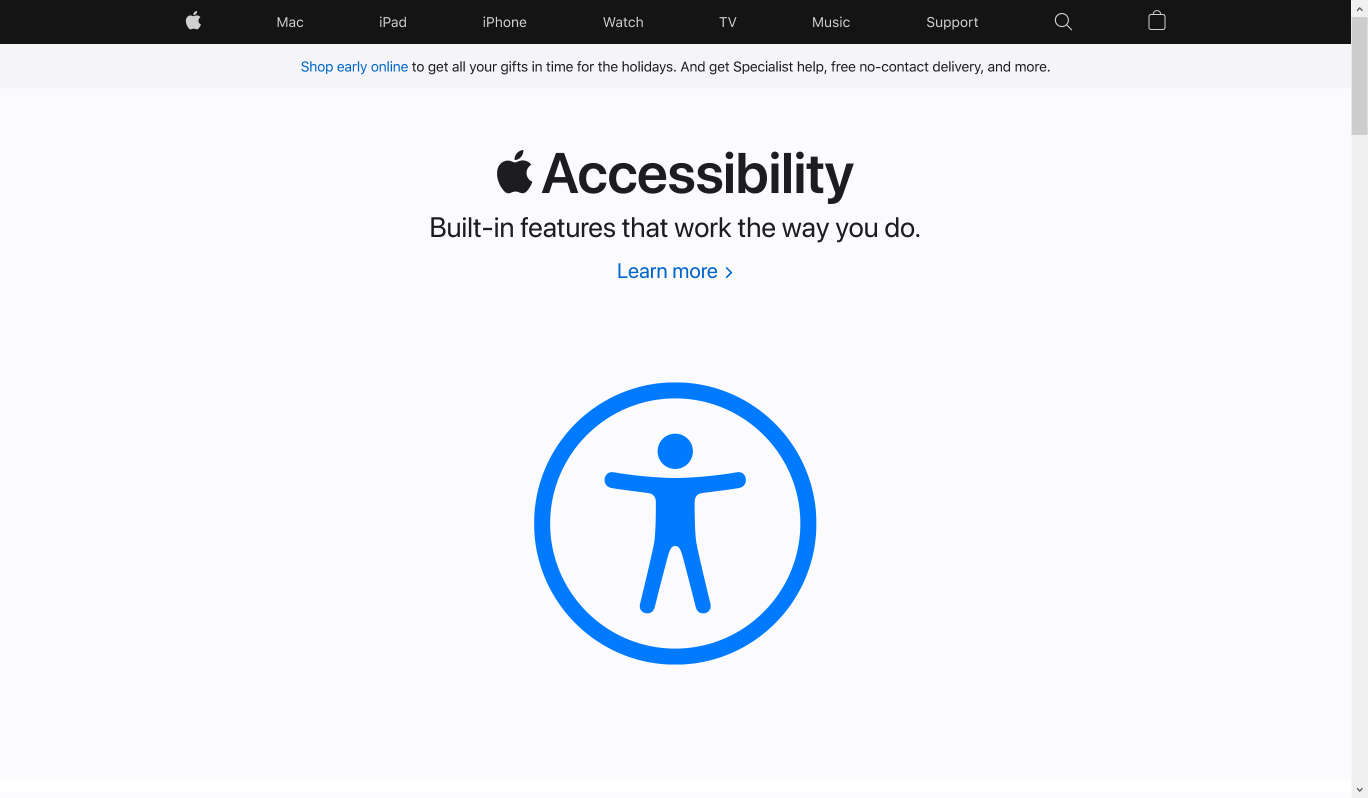 Mac iPad iPhone Watch TV Music Support
Shop early online to get all your gifts in time for the holidays. And get Specialist help, free no-contact delivery, and more.
Accessibility
Built-in features that work the way you do.
Learn more >